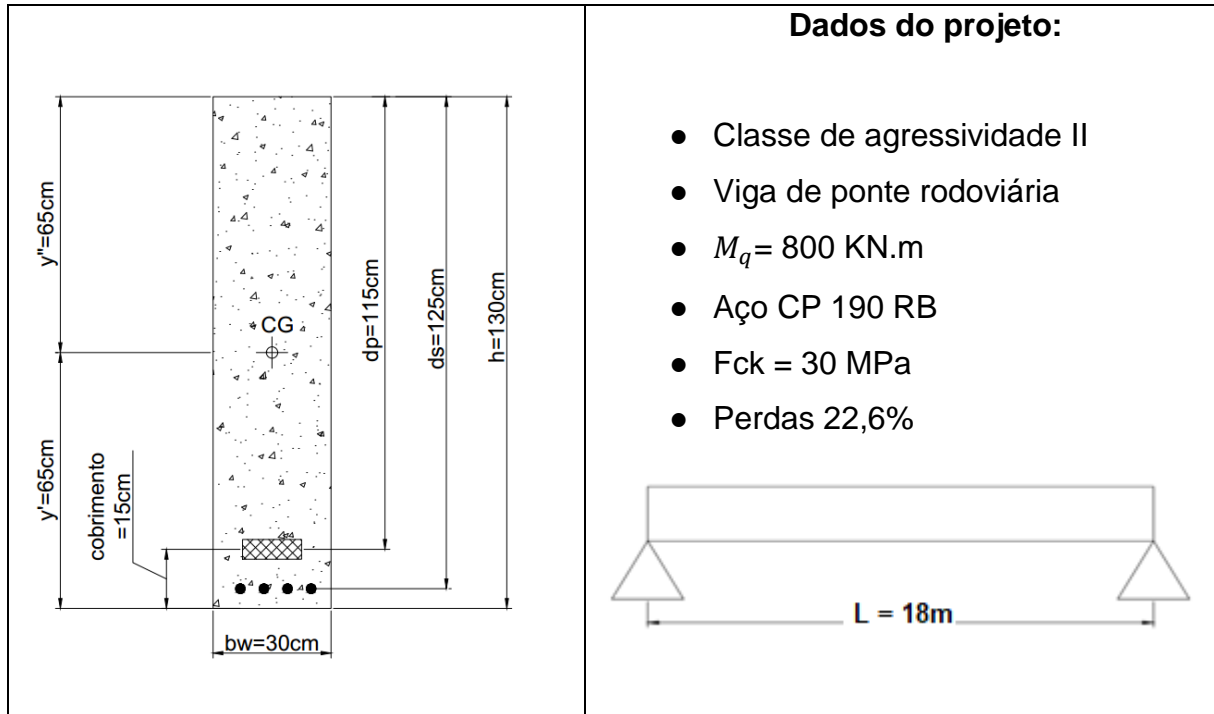 y"=65cm
y'=65cm
cobrimento
=15cm
CG
dp=115cm
ds=125cm
h=130cm
bw=30cm
Dados do projeto:
● Classe de agressividade II
● Viga de ponte rodoviária
● M_q= 800 KN.m
● Aço CP 190 RB
● Fck = 30 MPa
● Perdas 22,6%
L = 18m